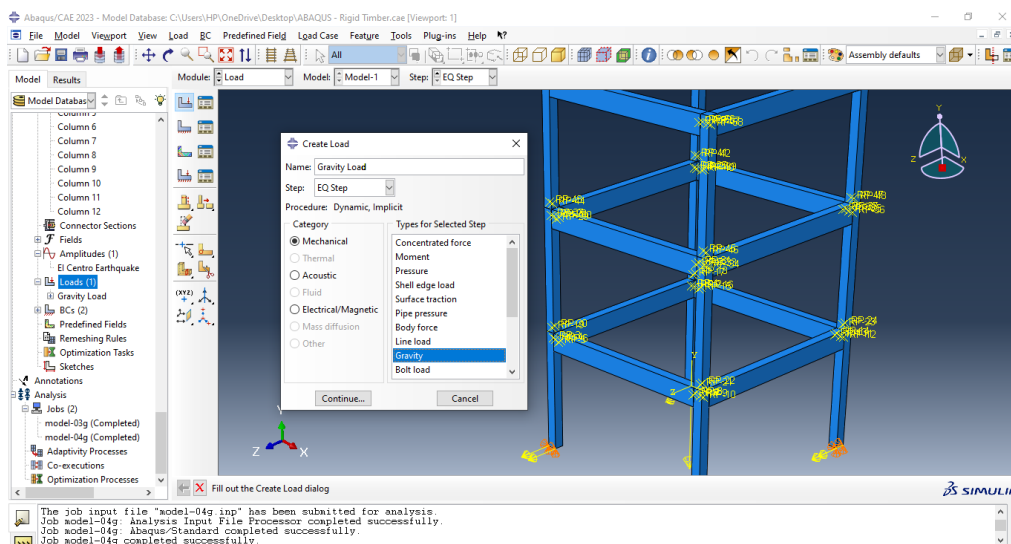 Abaqus/CAE 2023 - Model Database: C:\Users\HP\OneDrive\Desktop\ABAQUS - Rigid Timber.cae [Viewport: 1]
File Model Viewport View Load BC Predefined Field Load Case Feature Tools Plug-ins Help
All Assembly defaults
Model Results Module: Load Model: Model-1 Step: EQ Step
Model Databas
Column 5
Column 6
Column 7
Column 8
Column 9
Column 10
Column 11
Column 12
Connector Sections
Fields
Amplitudes (1)
El Centro Earthquake
Loads (1)
Gravity Load
BCs (2)
Predefined Fields
Remeshing Rules
Optimization Tasks
Sketches
Annotations
Analysis
Jobs (2)
model-03g (Completed)
model-04g (Completed)
Adaptivity Processes
Co-executions
Optimization Processes
(XYZ)
Create Load
Name: Gravity Load
Step: EQ Step
Procedure: Dynamic, Implicit
Category
Mechanical
Thermal
Acoustic
Fluid
Electrical/Magnetic
Mass diffusion
Other
Types for Selected Step
Concentrated force
Moment
Pressure
Shell edge load
Surface traction
Pipe pressure
Body force
Line load
Gravity
Bolt load
Continue... Cancel
Y
Z X
Y
Z
Y
Z X
Fill out the Create Load dialog
The job input file "model-04g.inp" has been submitted for analysis.
Job model-04g: Analysis Input File Processor completed successfully.
Job model-04g: Abaqus/Standard completed successfully.
Job model-04g completed successfully.